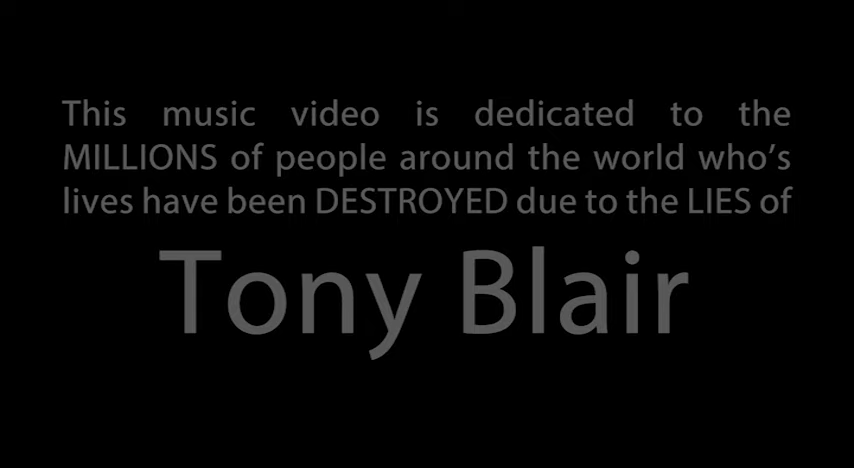 This music video is dedicated to the
MILLIONS of people around the world who's
lives have been DESTROYED due to the LIES of
Tony Blair